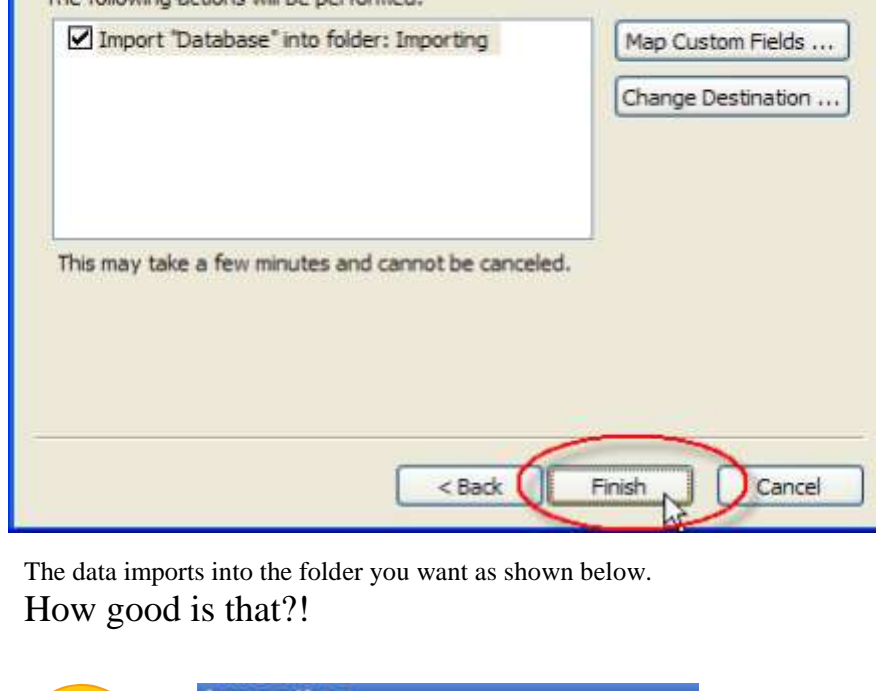 The following actions will be performed:
Import "Database" into folder: Importing
Map Custom Fields ...
Change Destination ...
This may take a few minutes and cannot be canceled.
< Back
Finish
Cancel
The data imports into the folder you want as shown below.
How good is that?!